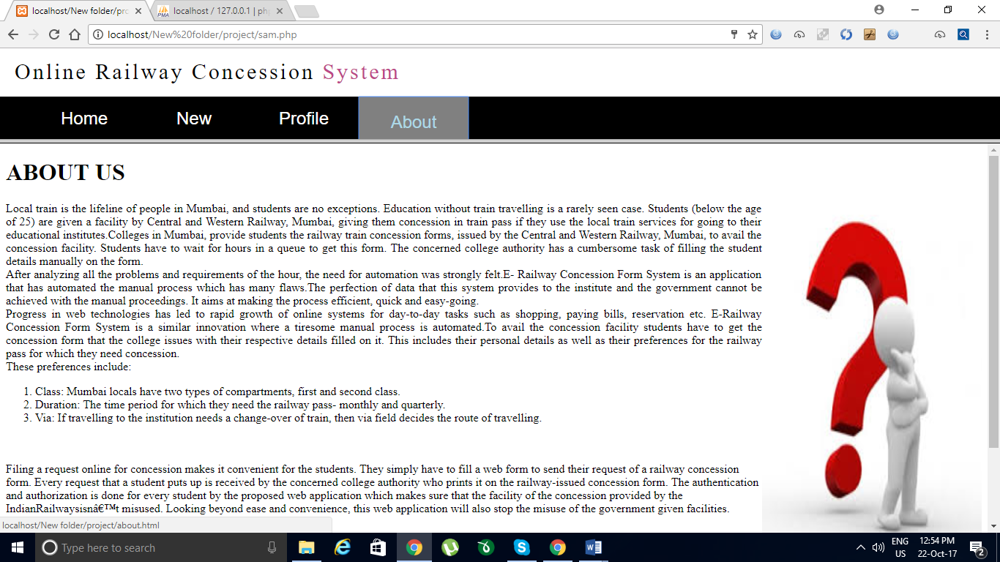 localhost/New folder/pro
localhost / 127.0.0.1 | ph
localhost/New%20folder/project/sam.php
Online Railway Concession System
Home New Profile About
ABOUT US
Local train is the lifeline of people in Mumbai, and students are no exceptions. Education without train travelling is a rarely seen case. Students (below the age
of 25) are given a facility by Central and Western Railway, Mumbai, giving them concession in train pass if they use the local train services for going to their
educational institutes.Colleges in Mumbai, provide students the railway train concession forms, issued by the Central and Western Railway, Mumbai, to avail the
concession facility. Students have to wait for hours in a queue to get this form. The concerned college authority has a cumbersome task of filling the student
details manually on the form.
After analyzing all the problems and requirements of the hour, the need for automation was strongly felt.E- Railway Concession Form System is an application
that has automated the manual process which has many flaws.The perfection of data that this system provides to the institute and the government cannot be
achieved with the manual proceedings. It aims at making the process efficient, quick and easy-going.
Progress in web technologies has led to rapid growth of online systems for day-to-day tasks such as shopping, paying bills, reservation etc. E-Railway
Concession Form System is a similar innovation where a tiresome manual process is automated.To avail the concession facility students have to get the
concession form that the college issues with their respective details filled on it. This includes their personal details as well as their preferences for the railway
pass for which they need concession.
These preferences include:
1. Class: Mumbai locals have two types of compartments, first and second class.
2. Duration: The time period for which they need the railway pass- monthly and quarterly.
3. Via: If travelling to the institution needs a change-over of train, then via field decides the route of travelling.
Filing a request online for concession makes it convenient for the students. They simply have to fill a web form to send their request of a railway concession
form. Every request that a student puts up is received by the concerned college authority who prints it on the railway-issued concession form. The authentication
and authorization is done for every student by the proposed web application which makes sure that the facility of the concession provided by the
IndianRailwaysisnâ€™t misused. Looking beyond ease and convenience, this web application will also stop the misuse of the government given facilities.
localhost/New folder/project/about.html
Type here to search
ENG 12:54 PM
US 22-Oct-17
2